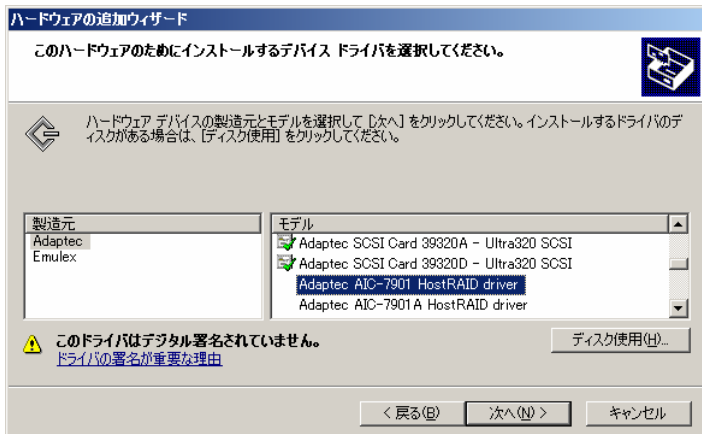 ハードウェアの追加ウィザード
このハードウェアのためにインストールするデバイス ドライバを選択してください。
ハードウェア デバイスの製造元とモデルを選択して [次へ] をクリックしてください。インストールするドライバのデ
ィスクがある場合は、[ディスク使用] をクリックしてください。
製造元
Adaptec
Emulex
モデル
Adaptec SCSI Card 39320A - Ultra320 SCSI
Adaptec SCSI Card 39320D - Ultra320 SCSI
Adaptec AIC-7901 HostRAID driver
Adaptec AIC-7901A HostRAID driver
このドライバはデジタル署名されていません。
ドライバの署名が重要な理由
ディスク使用(H)...
< 戻る(B)
次へ(N) >
キャンセル